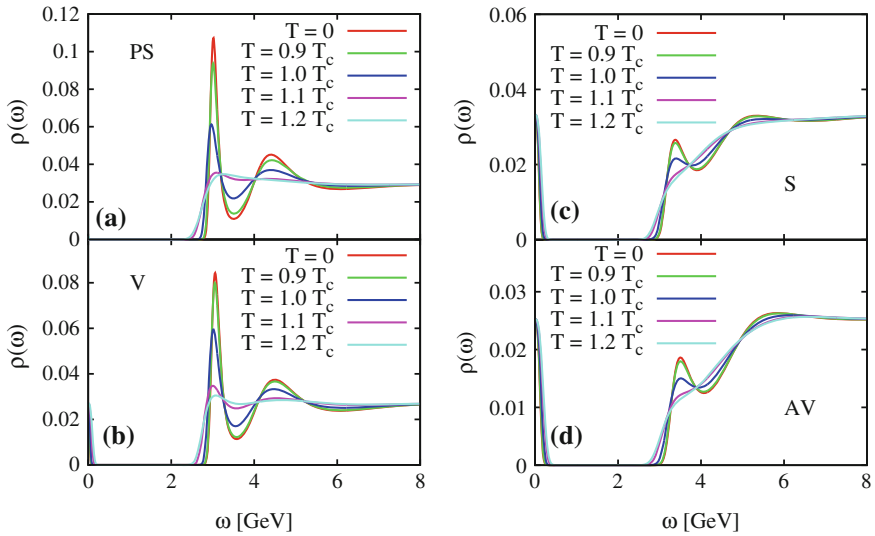 0.12
0.1
0.08
0.06
0.04
0.02
0
ρ(ω)
PS
T = 0
T = 0.9 T_c
T = 1.0 T_c
T = 1.1 T_c
T = 1.2 T_c
(a)
0.08
0.06
0.04
0.02
0
ρ(ω)
V
T = 0
T = 0.9 T_c
T = 1.0 T_c
T = 1.1 T_c
T = 1.2 T_c
(b)
0 2 4 6 8
ω [GeV]
0.06
0.04
0.02
0
ρ(ω)
T = 0
T = 0.9 T_c
T = 1.0 T_c
T = 1.1 T_c
T = 1.2 T_c
S
(c)
0.03
0.02
0.01
0
ρ(ω)
T = 0
T = 0.9 T_c
T = 1.0 T_c
T = 1.1 T_c
T = 1.2 T_c
AV
(d)
0 2 4 6 8
ω [GeV]